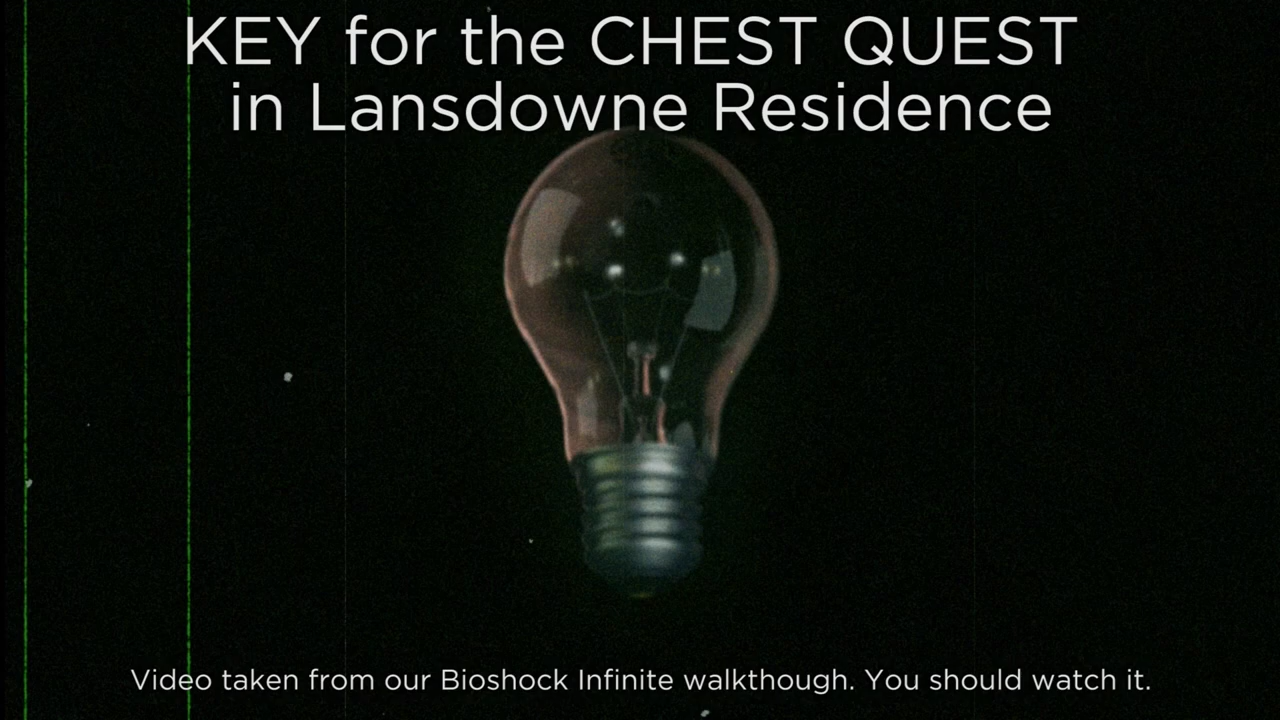 KEY for the CHEST QUEST
in Lansdowne Residence
Video taken from our Bioshock Infinite walkthough. You should watch it.